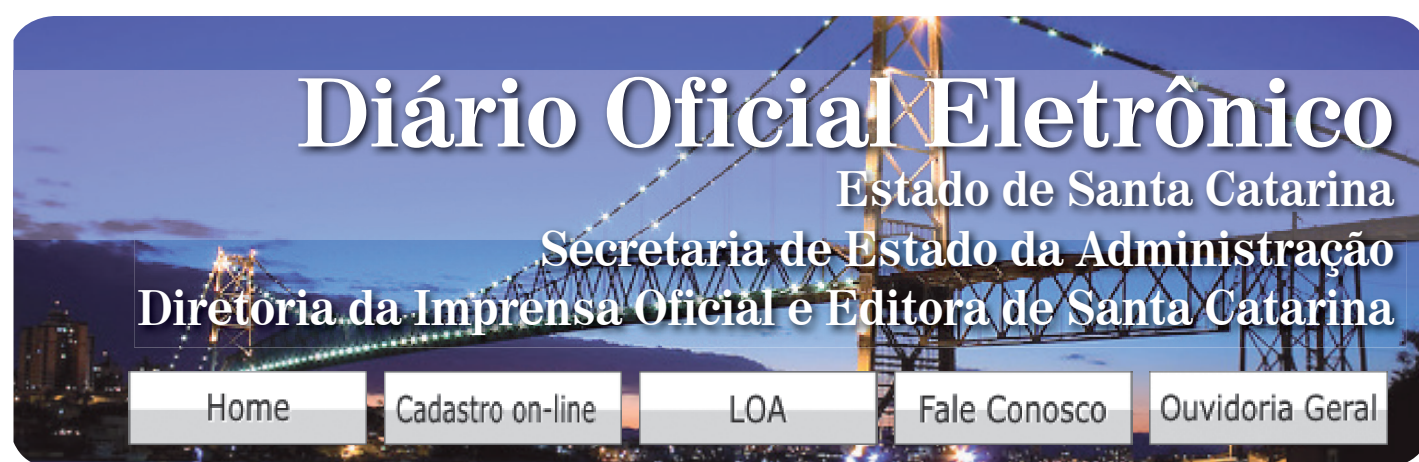 Diário Oficial Eletrônico
Estado de Santa Catarina
Secretaria de Estado da Administração
Diretoria da Imprensa Oficial e Editora de Santa Catarina
Home Cadastro on-line LOA Fale Conosco Ouvidoria Geral